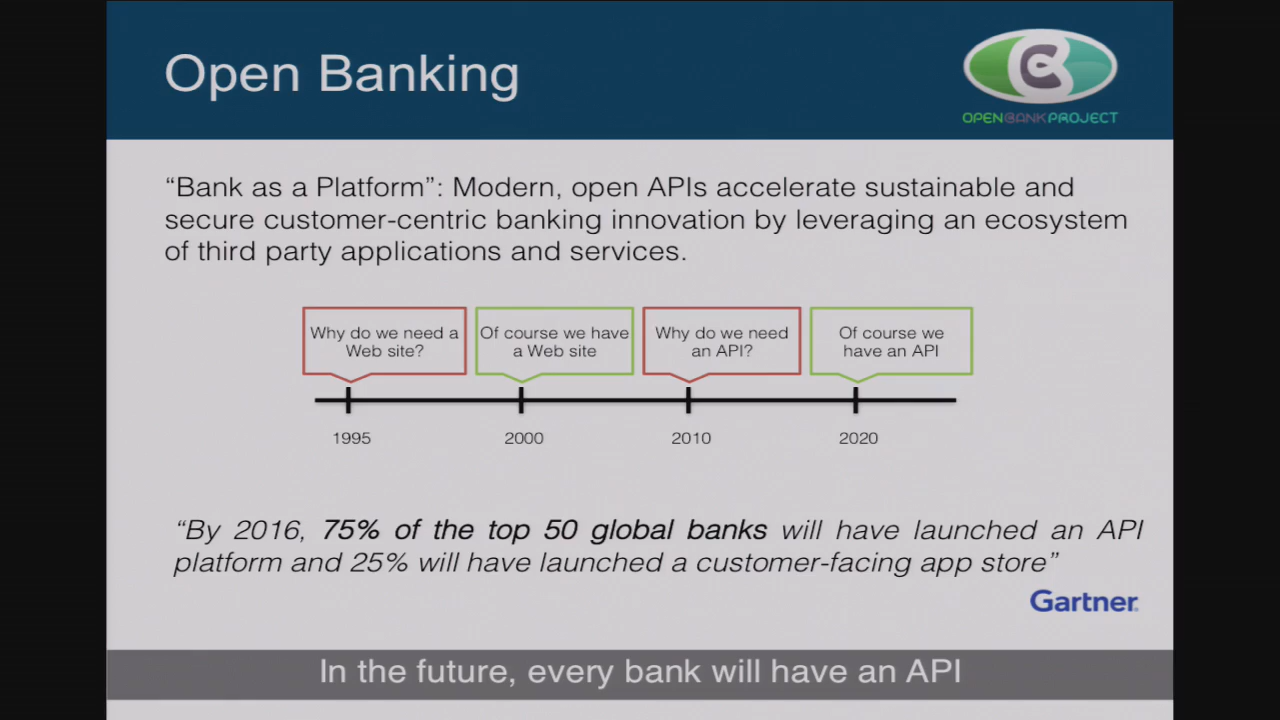 Open Banking
OPENBANKPROJECT
“Bank as a Platform”: Modern, open APIs accelerate sustainable and
secure customer-centric banking innovation by leveraging an ecosystem
of third party applications and services.
Why do we need a
Web site?
Of course we have
a Web site
Why do we need
an API?
Of course we
have an API
1995
2000
2010
2020
“By 2016, 75% of the top 50 global banks will have launched an API
platform and 25% will have launched a customer-facing app store”
Gartner
In the future, every bank will have an API